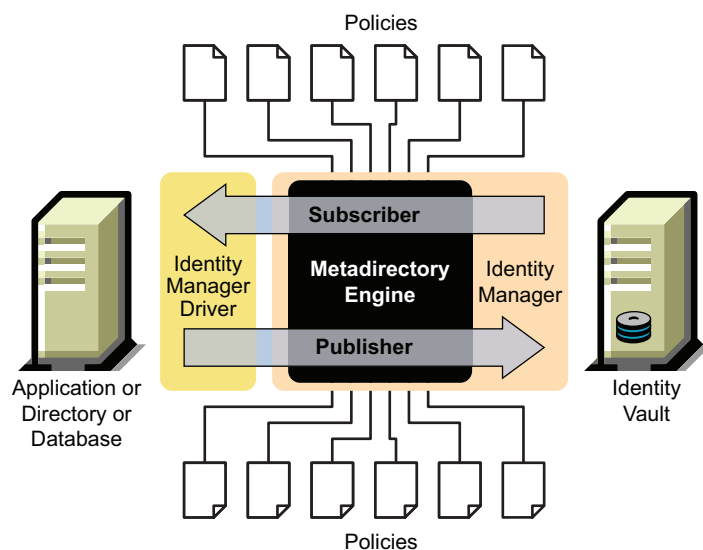 Policies
Subscriber
Identity
Manager
Driver
Metadirectory
Engine
Identity
Manager
Publisher
Application or
Directory or
Database
Identity
Vault
Policies